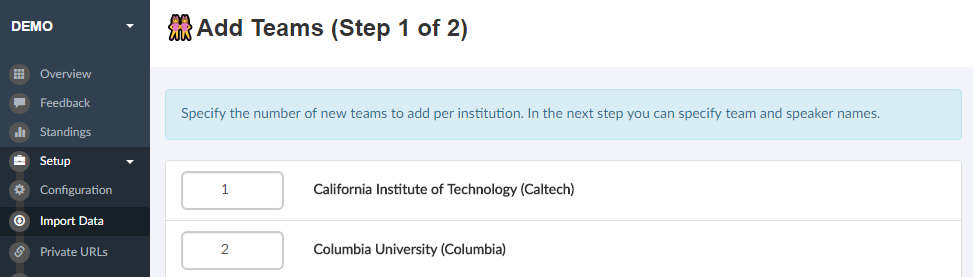 DEMO
Add Teams (Step 1 of 2)
Overview
Feedback
Standings
Setup
Configuration
Import Data
Private URLs
Specify the number of new teams to add per institution. In the next step you can specify team and speaker names.
1 California Institute of Technology (Caltech)
2 Columbia University (Columbia)